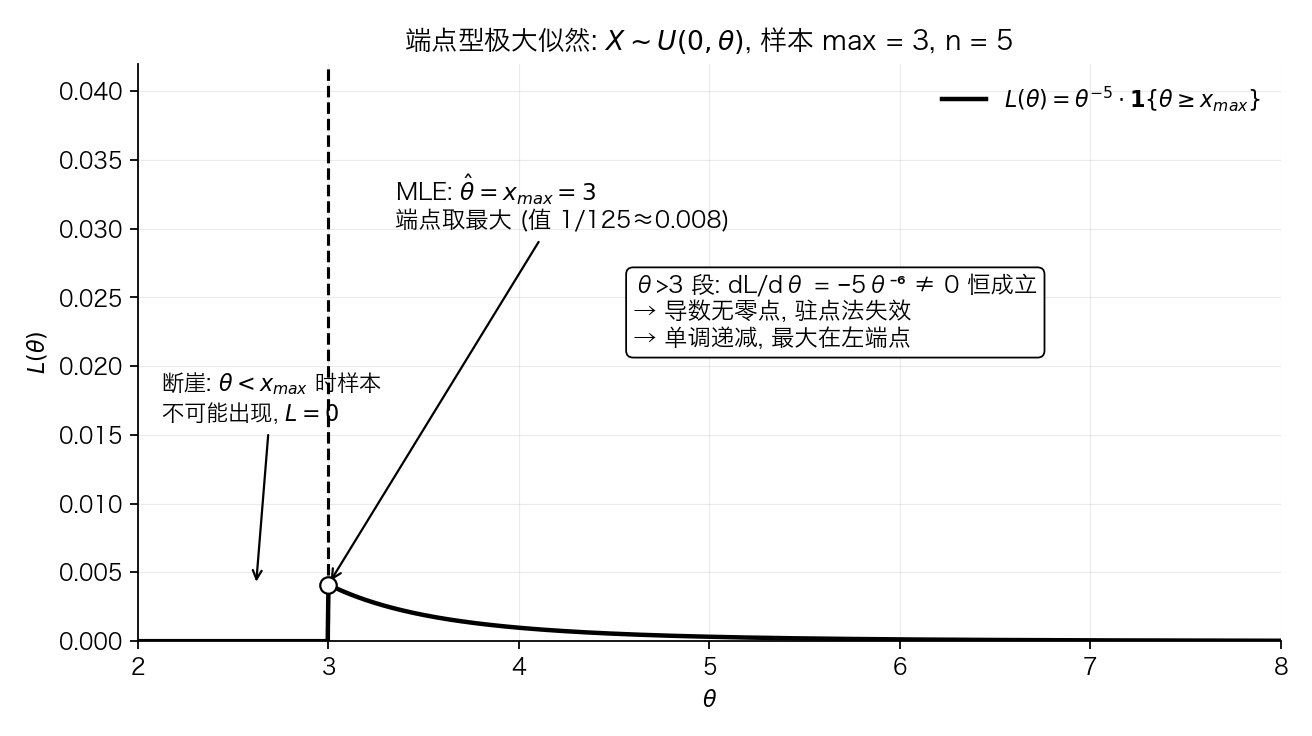 端点型极大似然: X ~ U(0, θ), 样本 max = 3, n = 5
L(θ) = θ⁻⁵ · 1{θ ≥ x_max}
MLE: θ̂ = x_max = 3
端点取最大 (值 1/125≈0.008)
θ>3 段: dL/dθ = −5θ⁻⁶ ≠ 0 恒成立
→ 导数无零点, 驻点法失效
→ 单调递减, 最大在左端点
断崖: θ < x_max 时样本
不可能出现, L = 0
L(θ)
0.040
0.035
0.030
0.025
0.020
0.015
0.010
0.005
0.000
2 3 4 5 6 7 8
θ